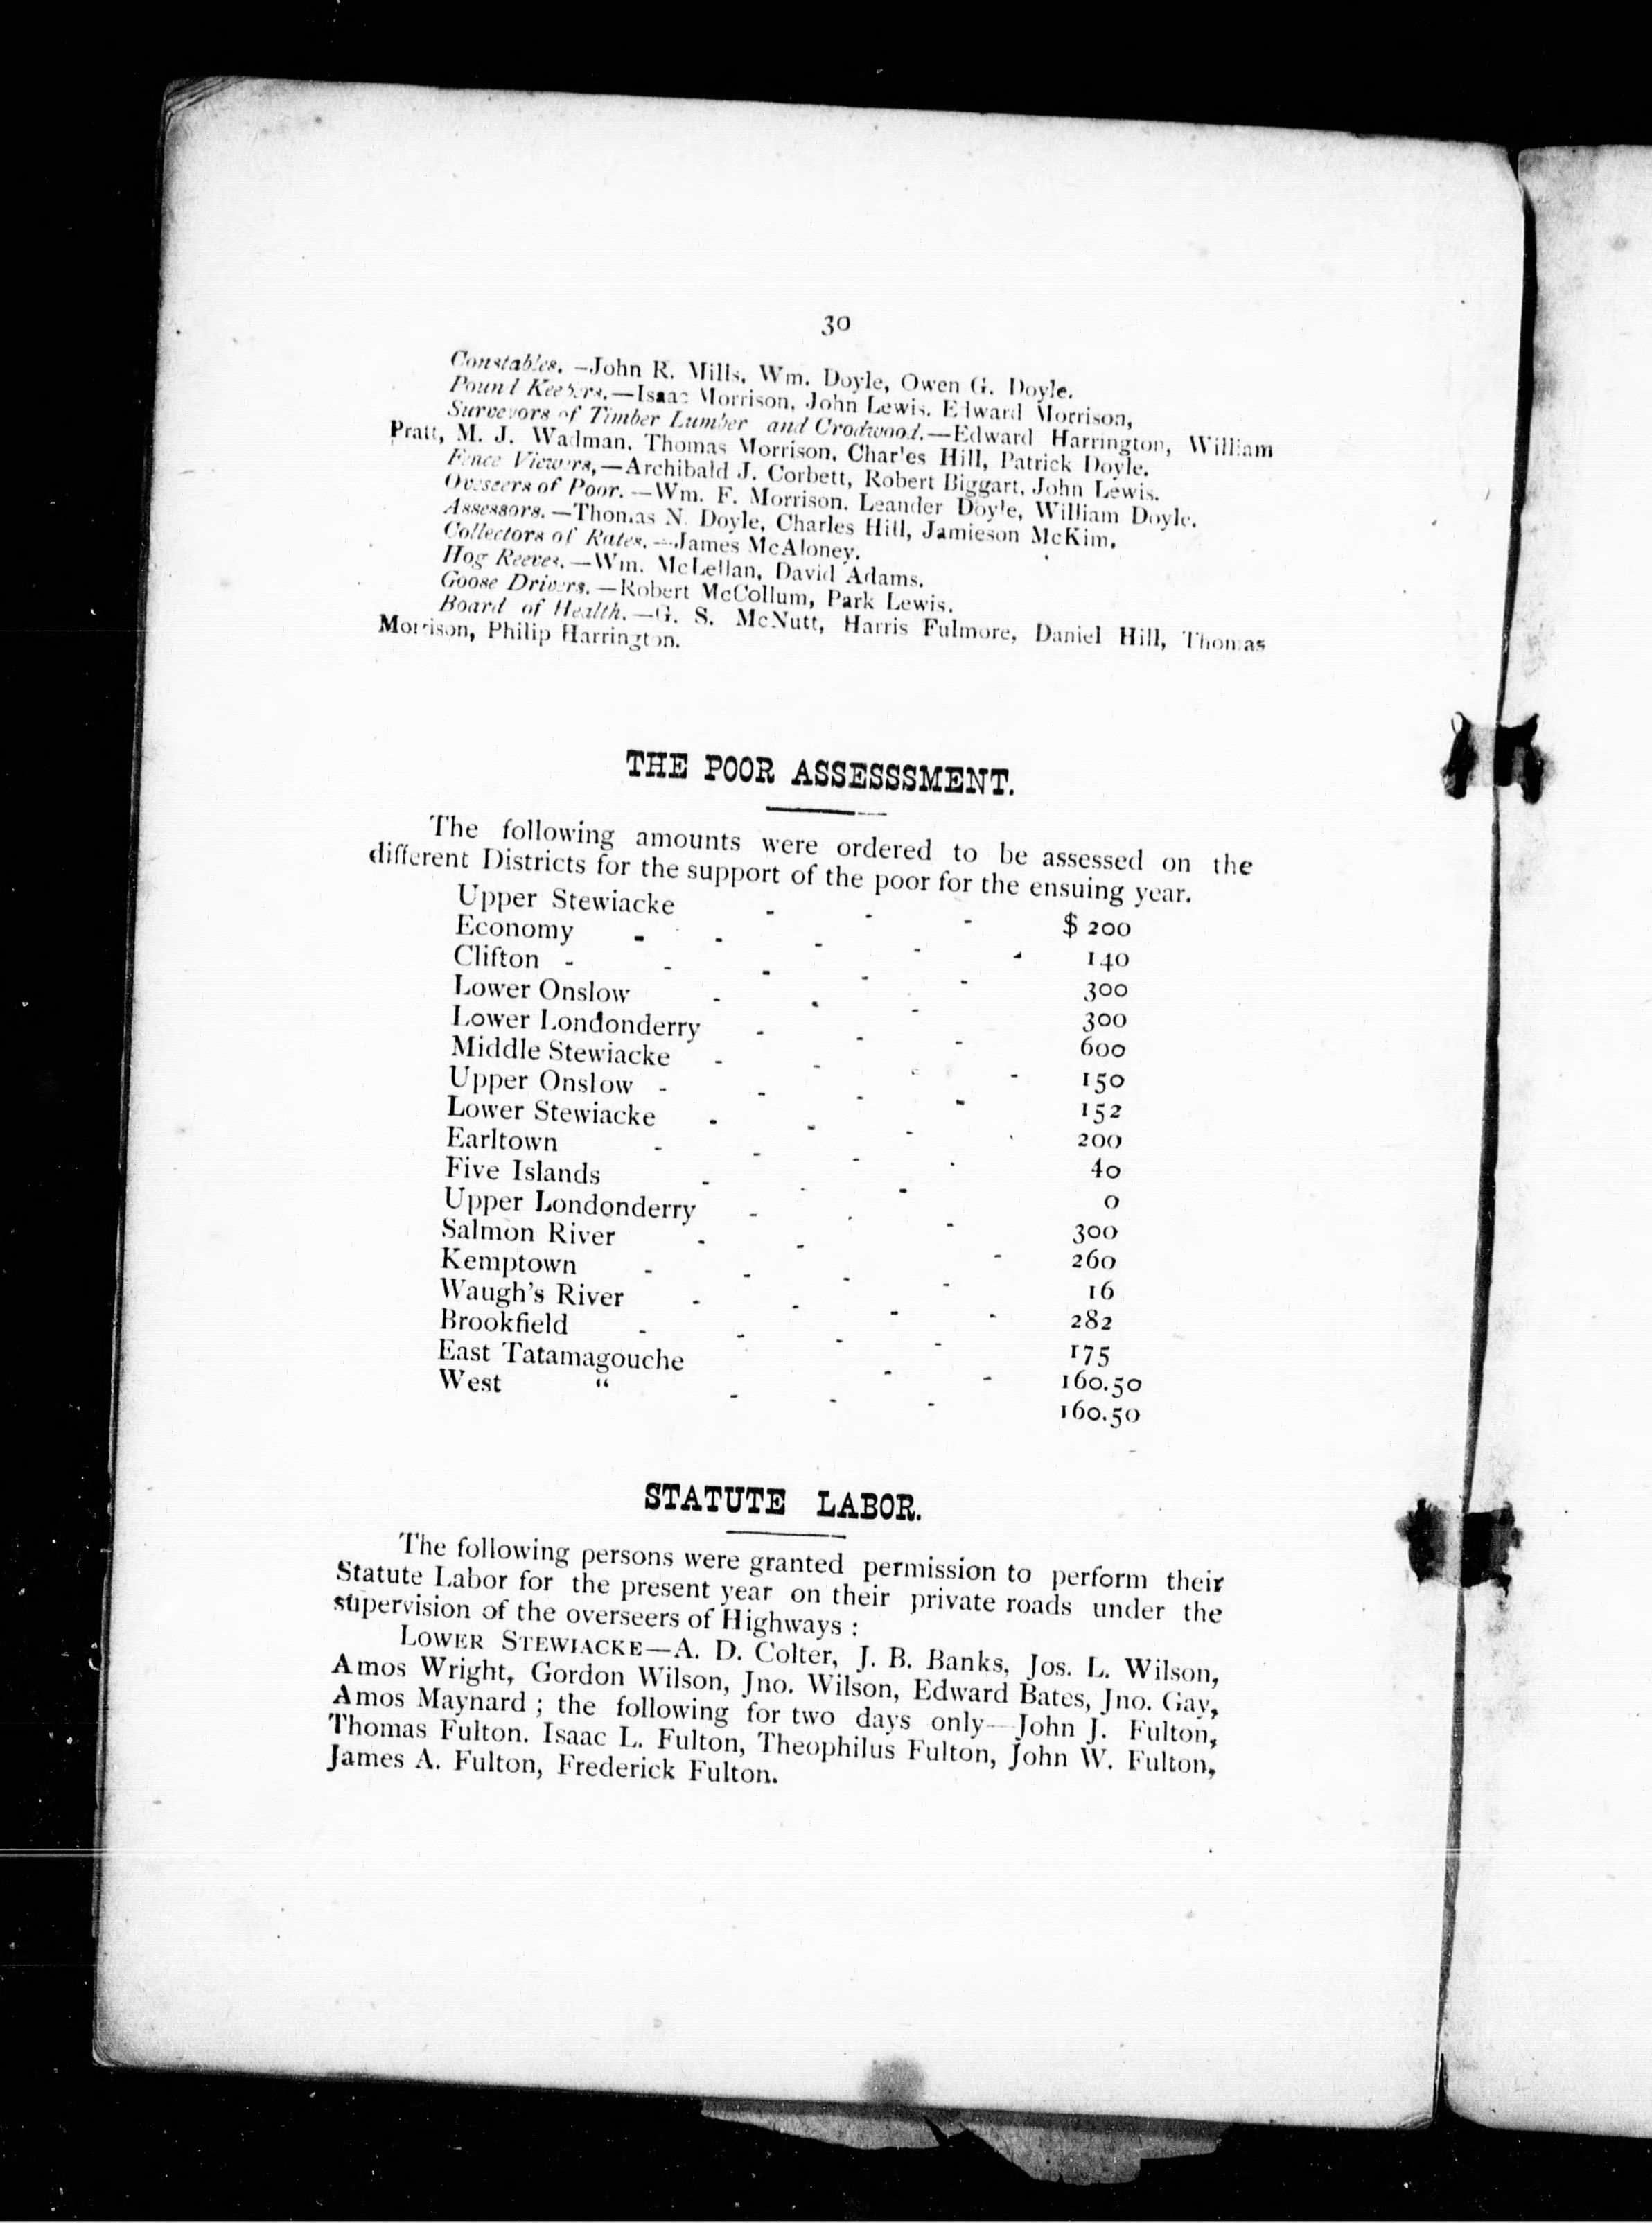 30
Constables. —John R. Mills, Wm. Doyle, Owen G. Doyle.
Pound Keepers.—Isaac Morrison, John Lewis, Edward Morrison,
Surveyors of Timber Lumber and Crodwood.—Edward Harrington, William
Pratt, M. J. Wadman, Thomas Morrison, Charles Hill, Patrick Doyle.
Fence Viewers,—Archibald J. Corbett, Robert Biggart, John Lewis.
Overseers of Poor.—Wm. F. Morrison, Leander Doyle, William Doyle.
Assessors.—Thomas N. Doyle, Charles Hill, Jamieson McKim.
Collectors of Rates.—James McAloney.
Hog Reeves.—Wm. McLellan, David Adams.
Goose Drivers.—Robert McCollum, Park Lewis.
Board of Health.—G. S. McNutt, Harris Fulmore, Daniel Hill, Thomas
Morrison, Philip Harrington.
THE POOR ASSESSSMENT.
The following amounts were ordered to be assessed on the
different Districts for the support of the poor for the ensuing year.
Upper Stewiacke - - - $ 200
Economy - - - - - 140
Clifton - - - - - 300
Lower Onslow - - - 300
Lower Londonderry - - - 600
Middle Stewiacke - - - 150
Upper Onslow - - - - 152
Lower Stewiacke - - - - 200
Earltown - - - - 40
Five Islands - - - 0
Upper Londonderry - - - 300
Salmon River - - - 260
Kemptown - - - - 16
Waugh's River - - - - 282
Brookfield - - - - 175
East Tatamagouche - - 160.50
West “ - - - 160.50
STATUTE LABOR.
The following persons were granted permission to perform their
Statute Labor for the present year on their private roads under the
supervision of the overseers of Highways :
LOWER STEWIACKE—A. D. Colter, J. B. Banks, Jos. L. Wilson,
Amos Wright, Gordon Wilson, Jno. Wilson, Edward Bates, Jno. Gay,
Amos Maynard ; the following for two days only—John J. Fulton,
Thomas Fulton. Isaac L. Fulton, Theophilus Fulton, John W. Fulton,
James A. Fulton, Frederick Fulton.